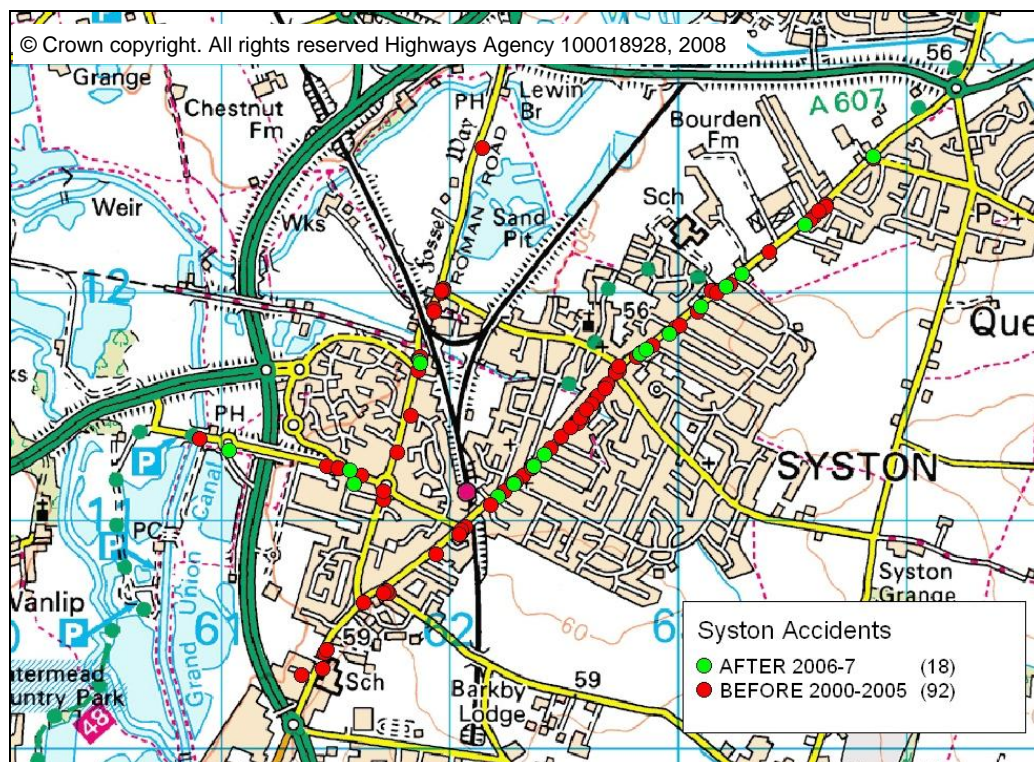 © Crown copyright. All rights reserved Highways Agency 100018928, 2008
Grange
Chestnut
Fm
PH
Lewin
Br
56
A 607
Bourden
Fm
Way
ROAD
Weir
Wks
Fosse
ROMAN
Sand
Pit
Sch
50
12
56
Que
PH
P
SYSTON
11
PC
P
Canal
Grand Union
P
61
62
Syston
Grange
60
59
Sch
Barkby
Lodge
59
48
Syston Accidents
AFTER 2006-7 (18)
BEFORE 2000-2005 (92)